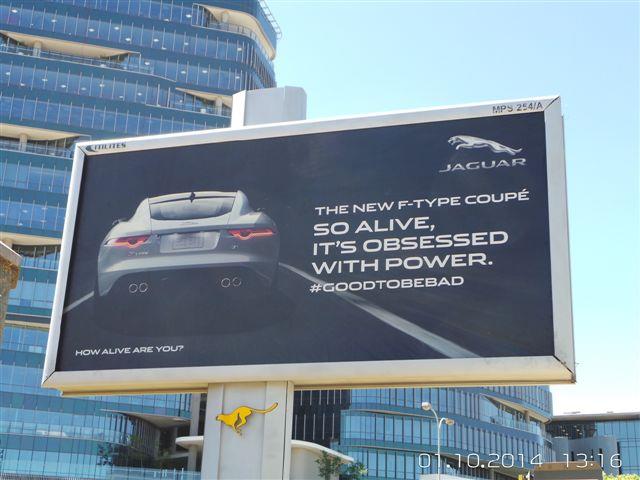 MPS 254/A
JAGUAR
THE NEW F-TYPE COUPÉ
SO ALIVE,
IT'S OBSESSED
WITH POWER.
#GOODTOBEBAD
HOW ALIVE ARE YOU?
01.10.2014 13:16